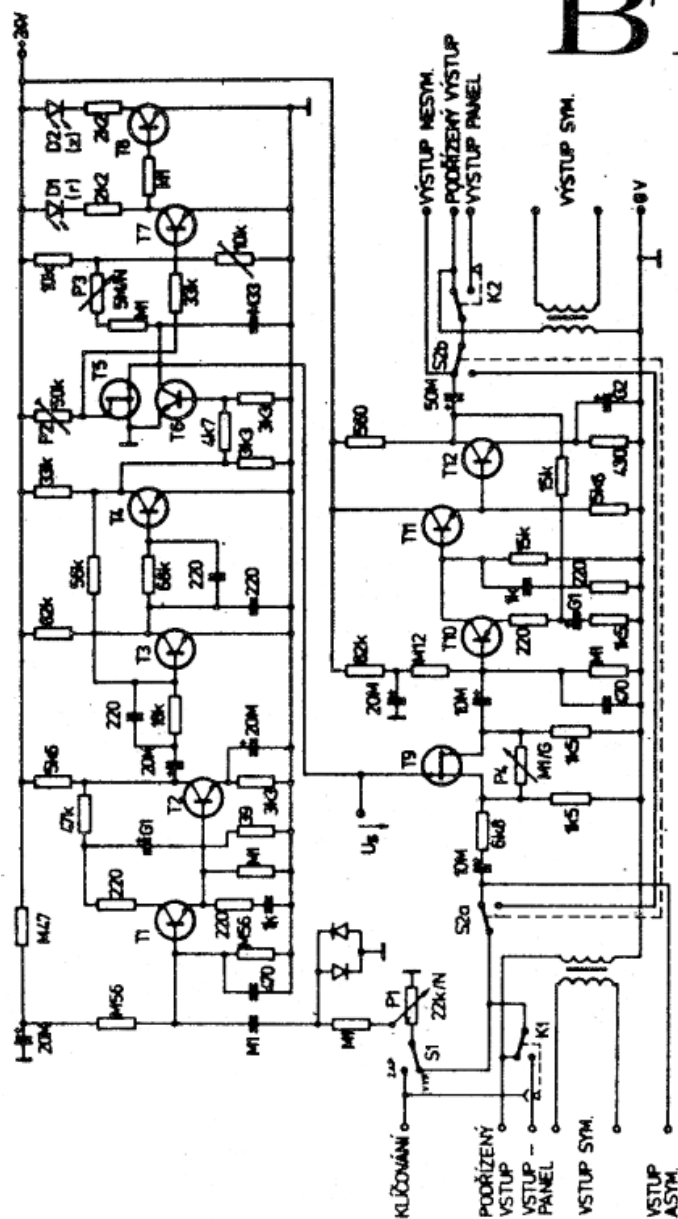 B
20M
M47
+24V
M56
220
47k
5k6
82k
56k
33k
P2
50k
10k
D1
(r)
D2
(z)
2k2
2k2
P3
5M/N
M1
M1
T1
T2
T3
T4
T5
T6
T7
T8
G1
20M
220
18k
68k
220
220
4k7
3k3
3k3
33k
M33
10k
M1
470
M56
220
1k
M1
39
3k3
20M
M1
P1
22k/N
S1
ZAP
VYP
KLÍČOVÁNÍ
PODŘÍZENÝ
VSTUP
VSTUP –
PANEL
VSTUP SYM.
VSTUP
ASYM.
K1
S2a
10M
6k8
T9
Us
P4
M1/G
1k5
1k5
10M
20M
82k
M12
T10
T11
T12
560
220
1k
G1
15k
15k
M1
470
1k5
220
5k6
430
G2
50M
S2b
K2
VÝSTUP NESYM.
PODŘÍZENÝ VÝSTUP
VÝSTUP PANEL
VÝSTUP SYM.
0V